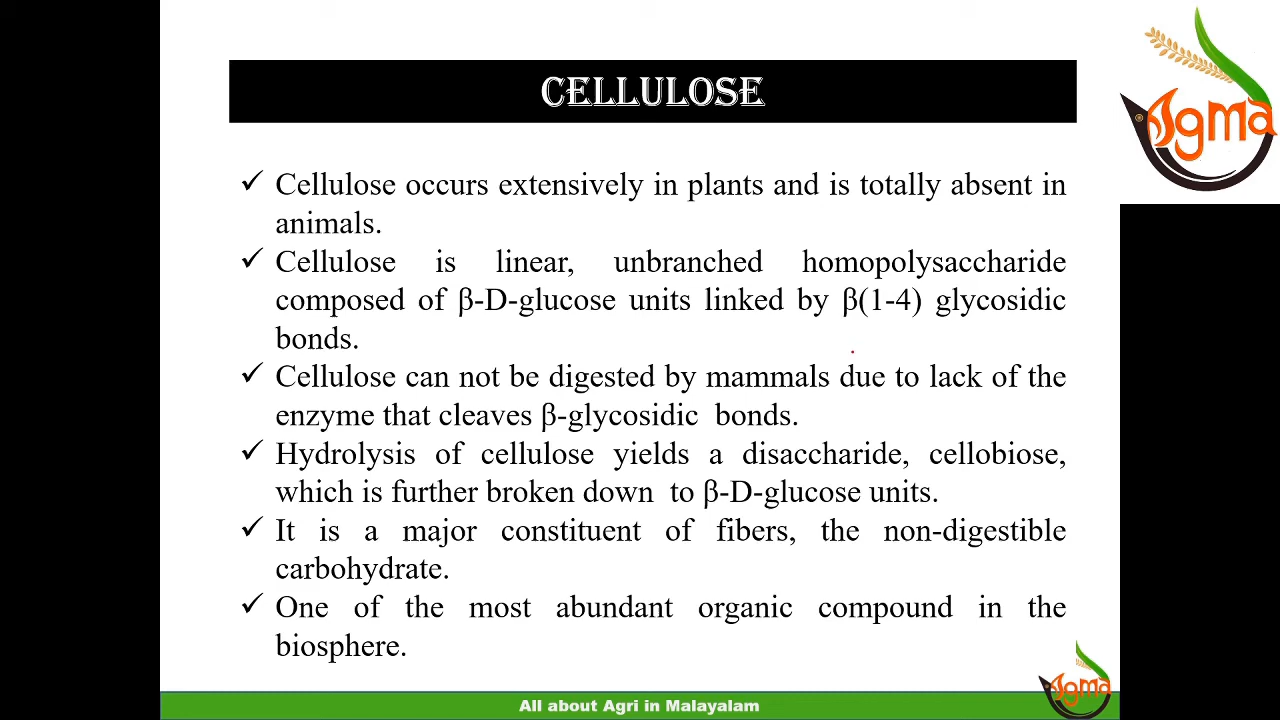 CELLULOSE
agma
✓ Cellulose occurs extensively in plants and is totally absent in
animals.
✓ Cellulose is linear, unbranched homopolysaccharide
composed of β-D-glucose units linked by β(1-4) glycosidic
bonds.
✓ Cellulose can not be digested by mammals due to lack of the
enzyme that cleaves β-glycosidic  bonds.
✓ Hydrolysis of cellulose yields a disaccharide, cellobiose,
which is further broken down  to β-D-glucose units.
✓ It is a major constituent of fibers, the non-digestible
carbohydrate.
✓ One of the most abundant organic compound in the
biosphere.
All about Agri in Malayalam
agma